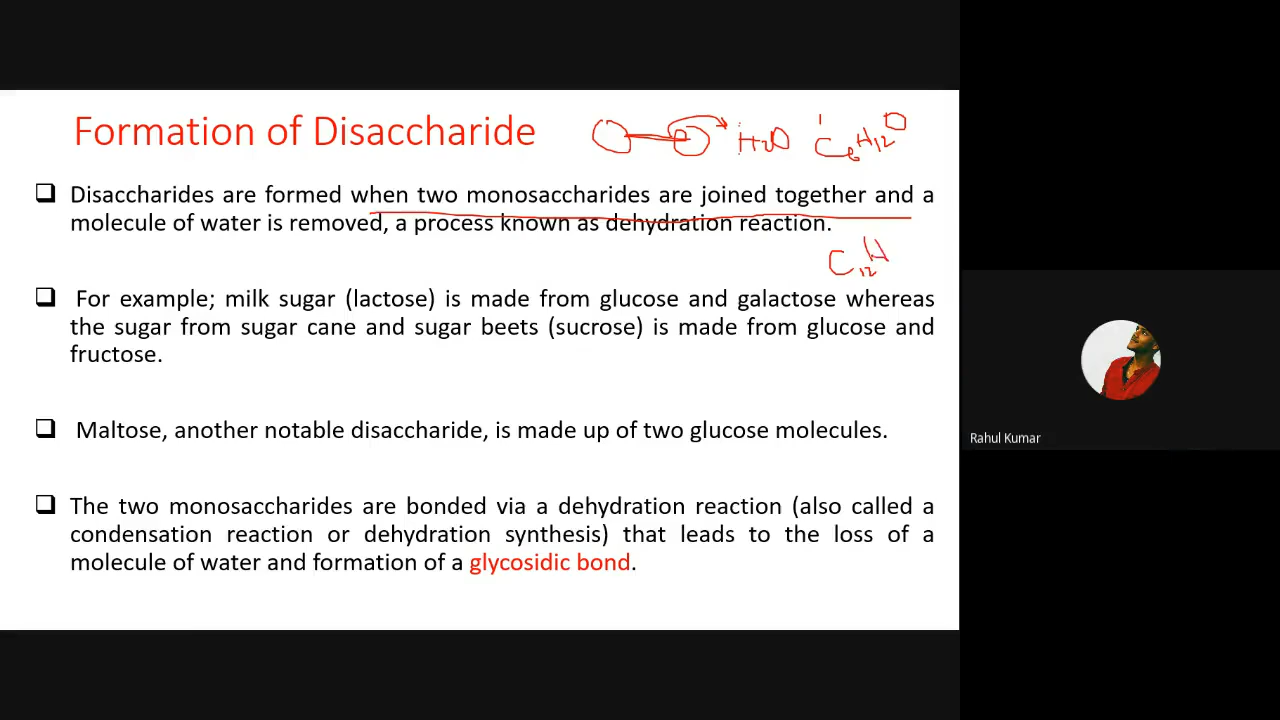 Formation of Disaccharide
H2O C6H12O
❑ Disaccharides are formed when two monosaccharides are joined together and a
molecule of water is removed, a process known as dehydration reaction.
C12H
❑ For example; milk sugar (lactose) is made from glucose and galactose whereas
the sugar from sugar cane and sugar beets (sucrose) is made from glucose and
fructose.
❑ Maltose, another notable disaccharide, is made up of two glucose molecules.
Rahul Kumar
❑ The two monosaccharides are bonded via a dehydration reaction (also called a
condensation reaction or dehydration synthesis) that leads to the loss of a
molecule of water and formation of a glycosidic bond.